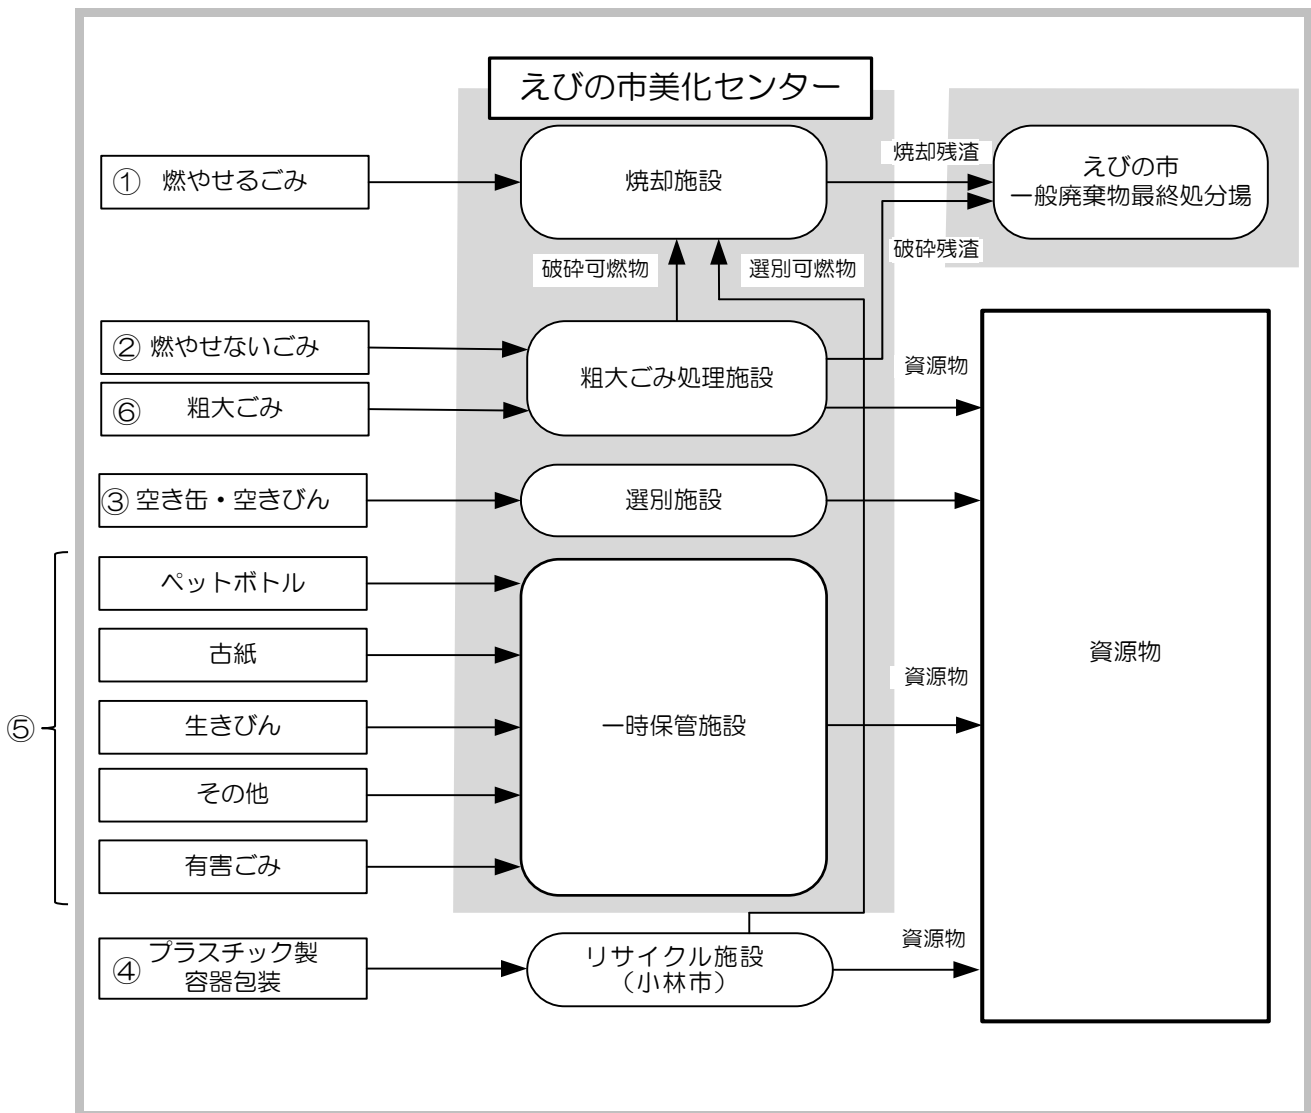 えびの市美化センター
① 燃やせるごみ
焼却施設
焼却残渣
えびの市
一般廃棄物最終処分場
破砕残渣
破砕可燃物
選別可燃物
② 燃やせないごみ
⑥ 粗大ごみ
粗大ごみ処理施設
資源物
③ 空き缶・空きびん
選別施設
⑤
ペットボトル
古紙
生きびん
その他
有害ごみ
一時保管施設
資源物
資源物
④ プラスチック製
容器包装
リサイクル施設
（小林市）
資源物